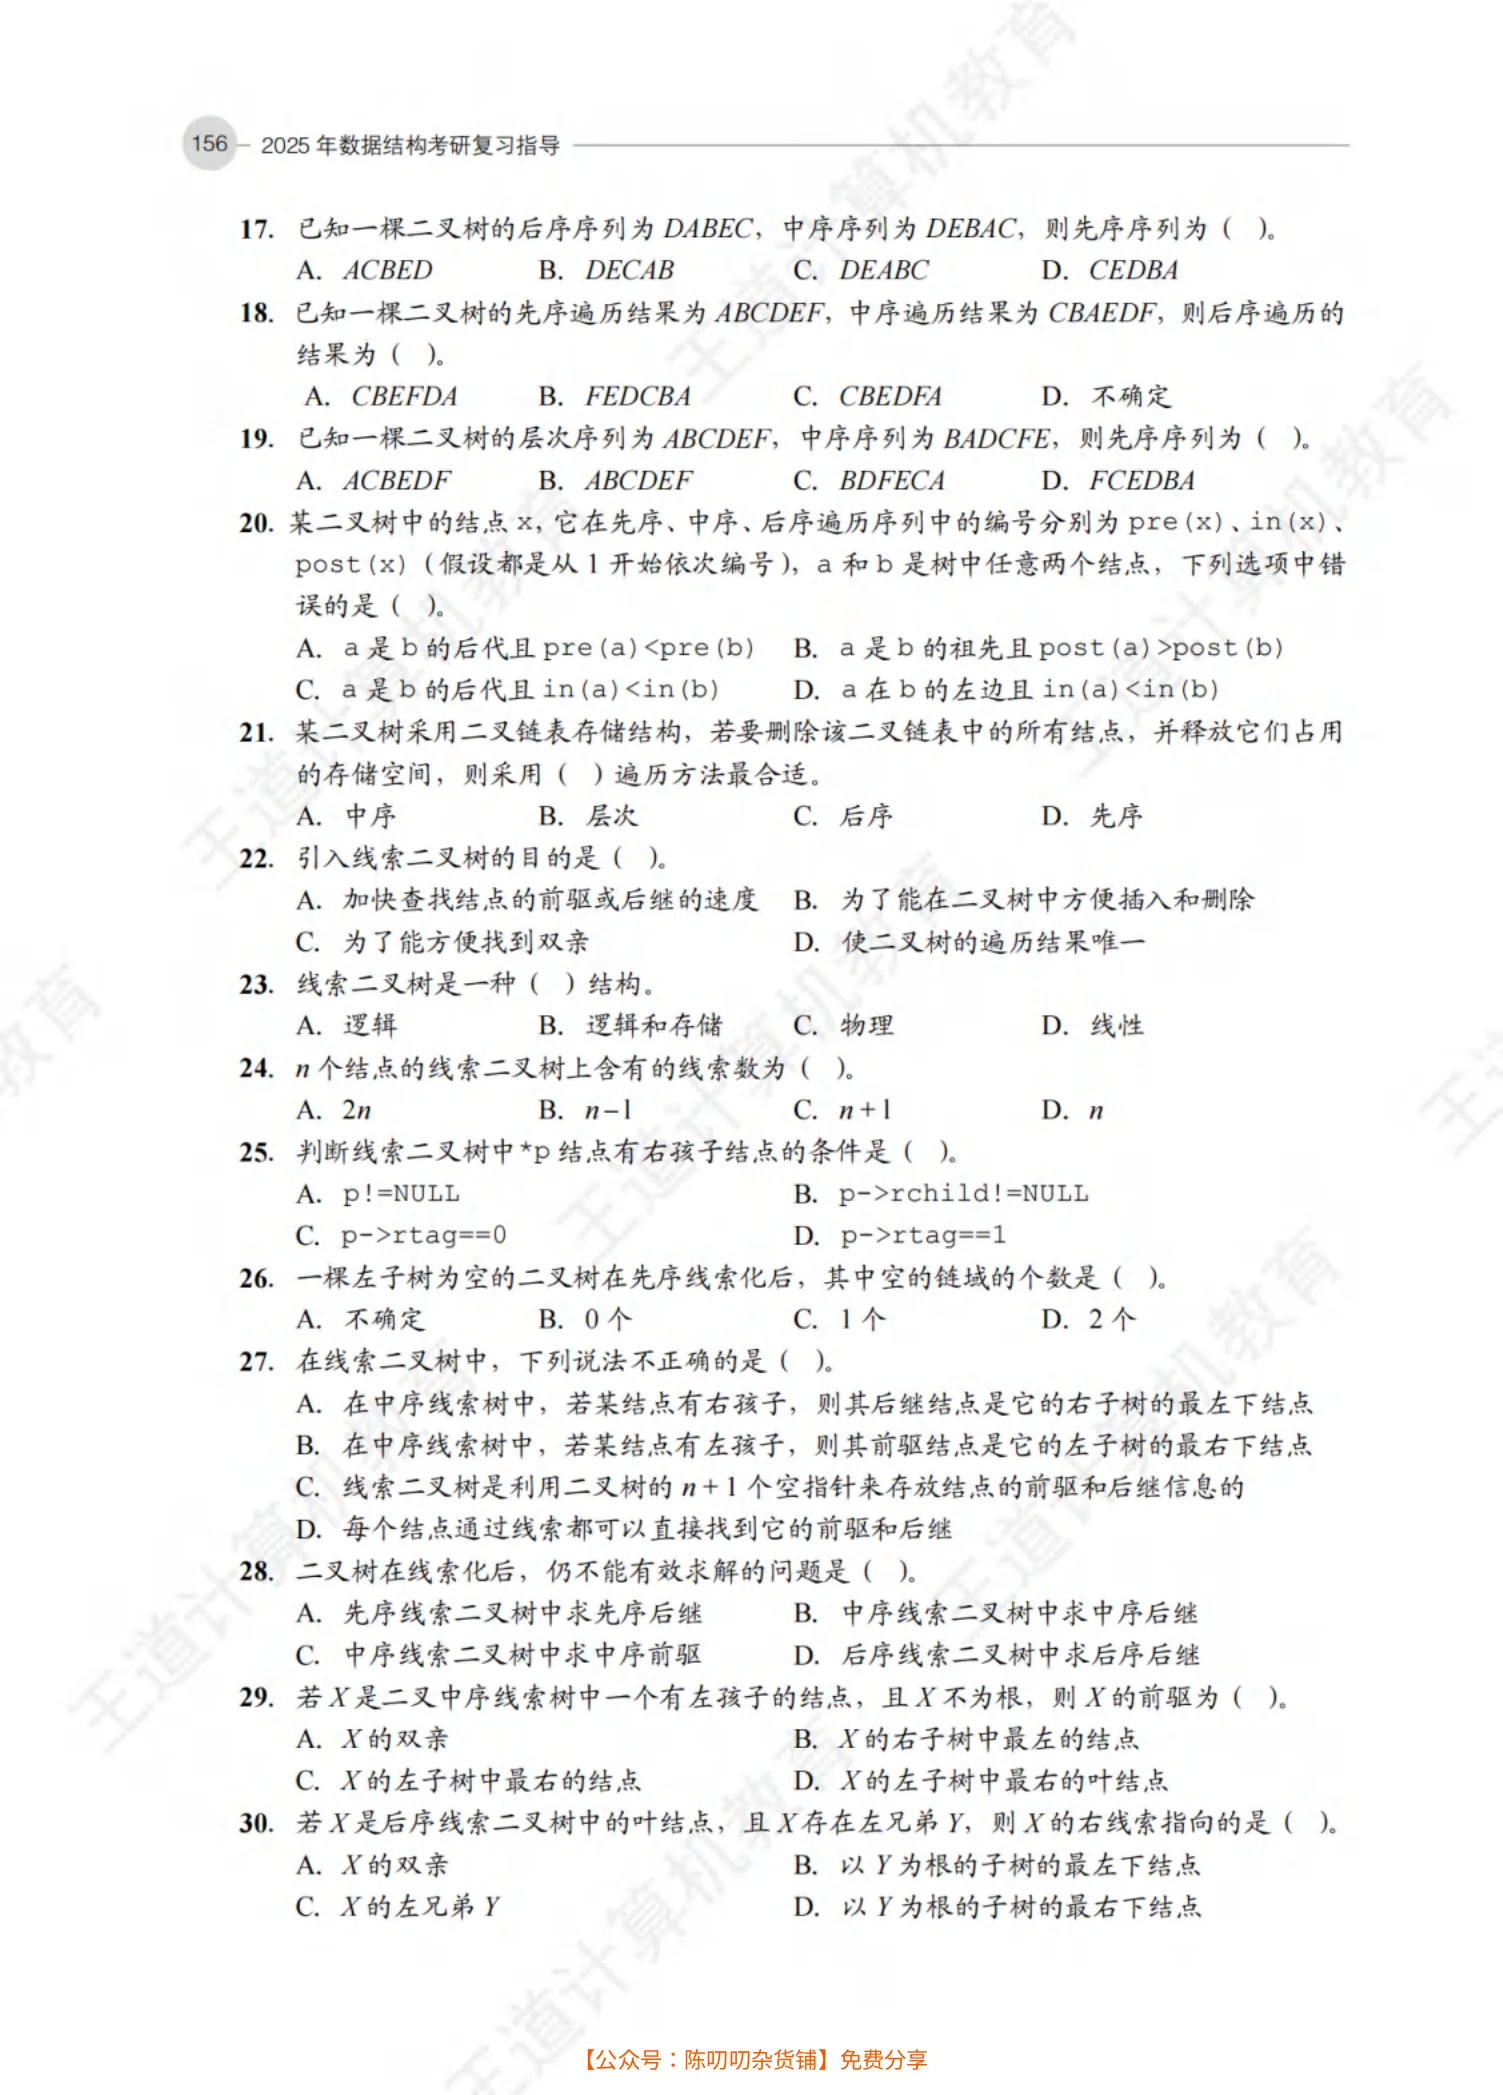 156 2025 年数据结构考研复习指导
17. 已知一棵二叉树的后序序列为 DABEC，中序序列为 DEBAC，则先序序列为（ ）。
A. ACBED B. DECAB C. DEABC D. CEDBA
18. 已知一棵二叉树的先序遍历结果为 ABCDEF，中序遍历结果为 CBAEDF，则后序遍历的
结果为（ ）。
A. CBEFDA B. FEDCBA C. CBEDFA D. 不确定
19. 已知一棵二叉树的层次序列为 ABCDEF，中序序列为 BADCFE，则先序序列为（ ）。
A. ACBEDF B. ABCDEF C. BDFECA D. FCEDBA
20. 某二叉树中的结点 x，它在先序、中序、后序遍历序列中的编号分别为 pre(x)、in(x)、
post(x)（假设都是从 1 开始依次编号），a 和 b 是树中任意两个结点，下列选项中错
误的是（ ）。
A. a 是 b 的后代且 pre(a)<pre(b) B. a 是 b 的祖先且 post(a)>post(b)
C. a 是 b 的后代且 in(a)<in(b) D. a 在 b 的左边且 in(a)<in(b)
21. 某二叉树采用二叉链表存储结构，若要删除该二叉链表中的所有结点，并释放它们占用
的存储空间，则采用（ ）遍历方法最合适。
A. 中序 B. 层次 C. 后序 D. 先序
22. 引入线索二叉树的目的是（ ）。
A. 加快查找结点的前驱或后继的速度 B. 为了能在二叉树中方便插入和删除
C. 为了能方便找到双亲 D. 使二叉树的遍历结果唯一
23. 线索二叉树是一种（ ）结构。
A. 逻辑 B. 逻辑和存储 C. 物理 D. 线性
24. n 个结点的线索二叉树上含有的线索数为（ ）。
A. 2n B. n−1 C. n+1 D. n
25. 判断线索二叉树中*p 结点有右孩子结点的条件是（ ）。
A. p!=NULL B. p->rchild!=NULL
C. p->rtag==0 D. p->rtag==1
26. 一棵左子树为空的二叉树在先序线索化后，其中空的链域的个数是（ ）。
A. 不确定 B. 0 个 C. 1 个 D. 2 个
27. 在线索二叉树中，下列说法不正确的是（ ）。
A. 在中序线索树中，若某结点有右孩子，则其后继结点是它的右子树的最左下结点
B. 在中序线索树中，若某结点有左孩子，则其前驱结点是它的左子树的最右下结点
C. 线索二叉树是利用二叉树的 n+1 个空指针来存放结点的前驱和后继信息的
D. 每个结点通过线索都可以直接找到它的前驱和后继
28. 二叉树在线索化后，仍不能有效求解的问题是（ ）。
A. 先序线索二叉树中求先序后继 B. 中序线索二叉树中求中序后继
C. 中序线索二叉树中求中序前驱 D. 后序线索二叉树中求后序后继
29. 若 X 是二叉中序线索树中一个有左孩子的结点，且 X 不为根，则 X 的前驱为（ ）。
A. X 的双亲 B. X 的右子树中最左的结点
C. X 的左子树中最右的结点 D. X 的左子树中最右的叶结点
30. 若 X 是后序线索二叉树中的叶结点，且 X 存在左兄弟 Y，则 X 的右线索指向的是（ ）。
A. X 的双亲 B. 以 Y 为根的子树的最左下结点
C. X 的左兄弟 Y D. 以 Y 为根的子树的最右下结点
王道计算机教育
【公众号：陈叨叨杂货铺】免费分享